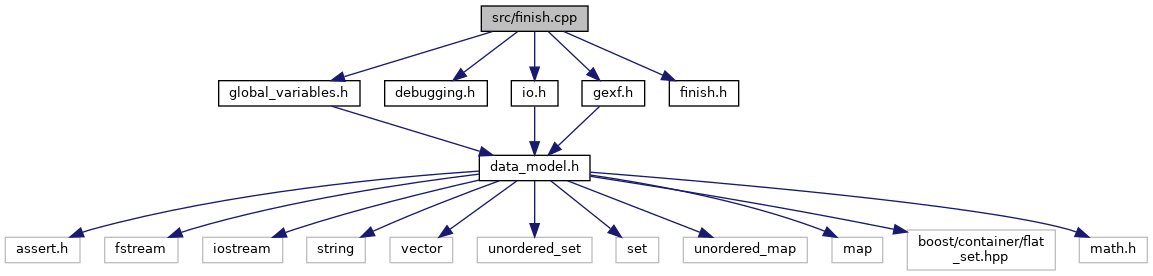 src/finish.cpp
global_variables.h
debugging.h
io.h
gexf.h
finish.h
data_model.h
assert.h
fstream
iostream
string
vector
unordered_set
set
unordered_map
map
boost/container/flat
_set.hpp
math.h